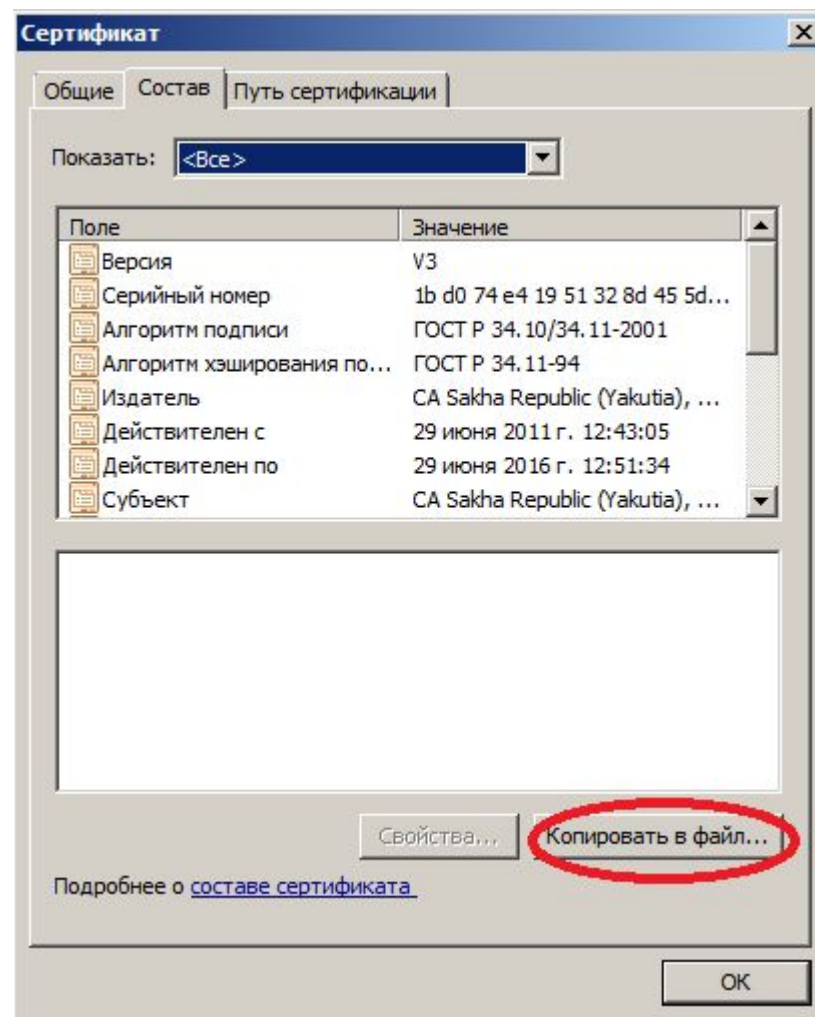 Сертификат
Общие Состав Путь сертификации
Показать: <Все>
Поле Значение
Версия V3
Серийный номер 1b d0 74 e4 19 51 32 8d 45 5d...
Алгоритм подписи ГОСТ Р 34.10/34.11-2001
Алгоритм хэширования по... ГОСТ Р 34.11-94
Издатель CA Sakha Republic (Yakutia), ...
Действителен с 29 июня 2011 г. 12:43:05
Действителен по 29 июня 2016 г. 12:51:34
Субъект CA Sakha Republic (Yakutia), ...
Свойства... Копировать в файл...
Подробнее о составе сертификата
ОК